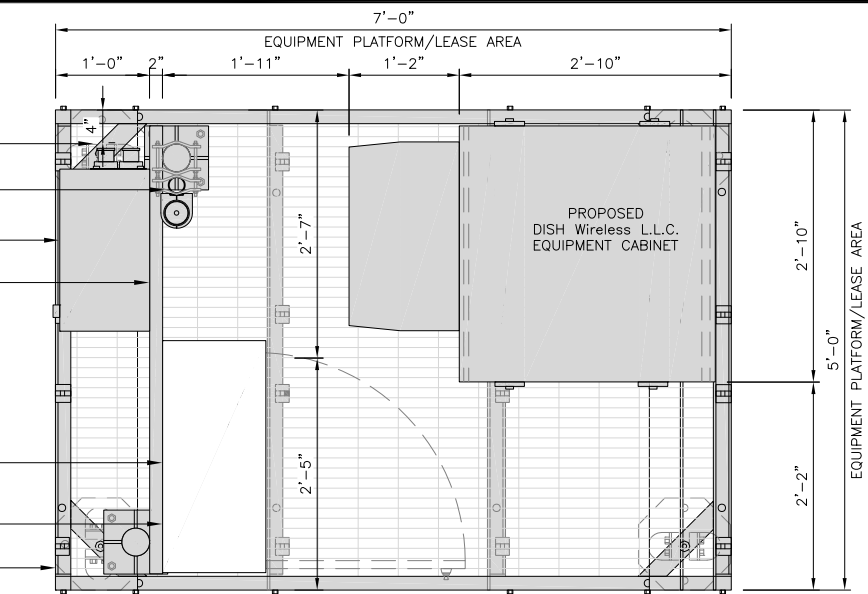 7'-0"
EQUIPMENT PLATFORM/LEASE AREA
1'-0"
2"
1'-11"
1'-2"
2'-10"
4"
PROPOSED
DISH Wireless L.L.C.
EQUIPMENT CABINET
2'-7"
2'-10"
5'-0"
EQUIPMENT PLATFORM/LEASE AREA
2'-5"
2'-2"